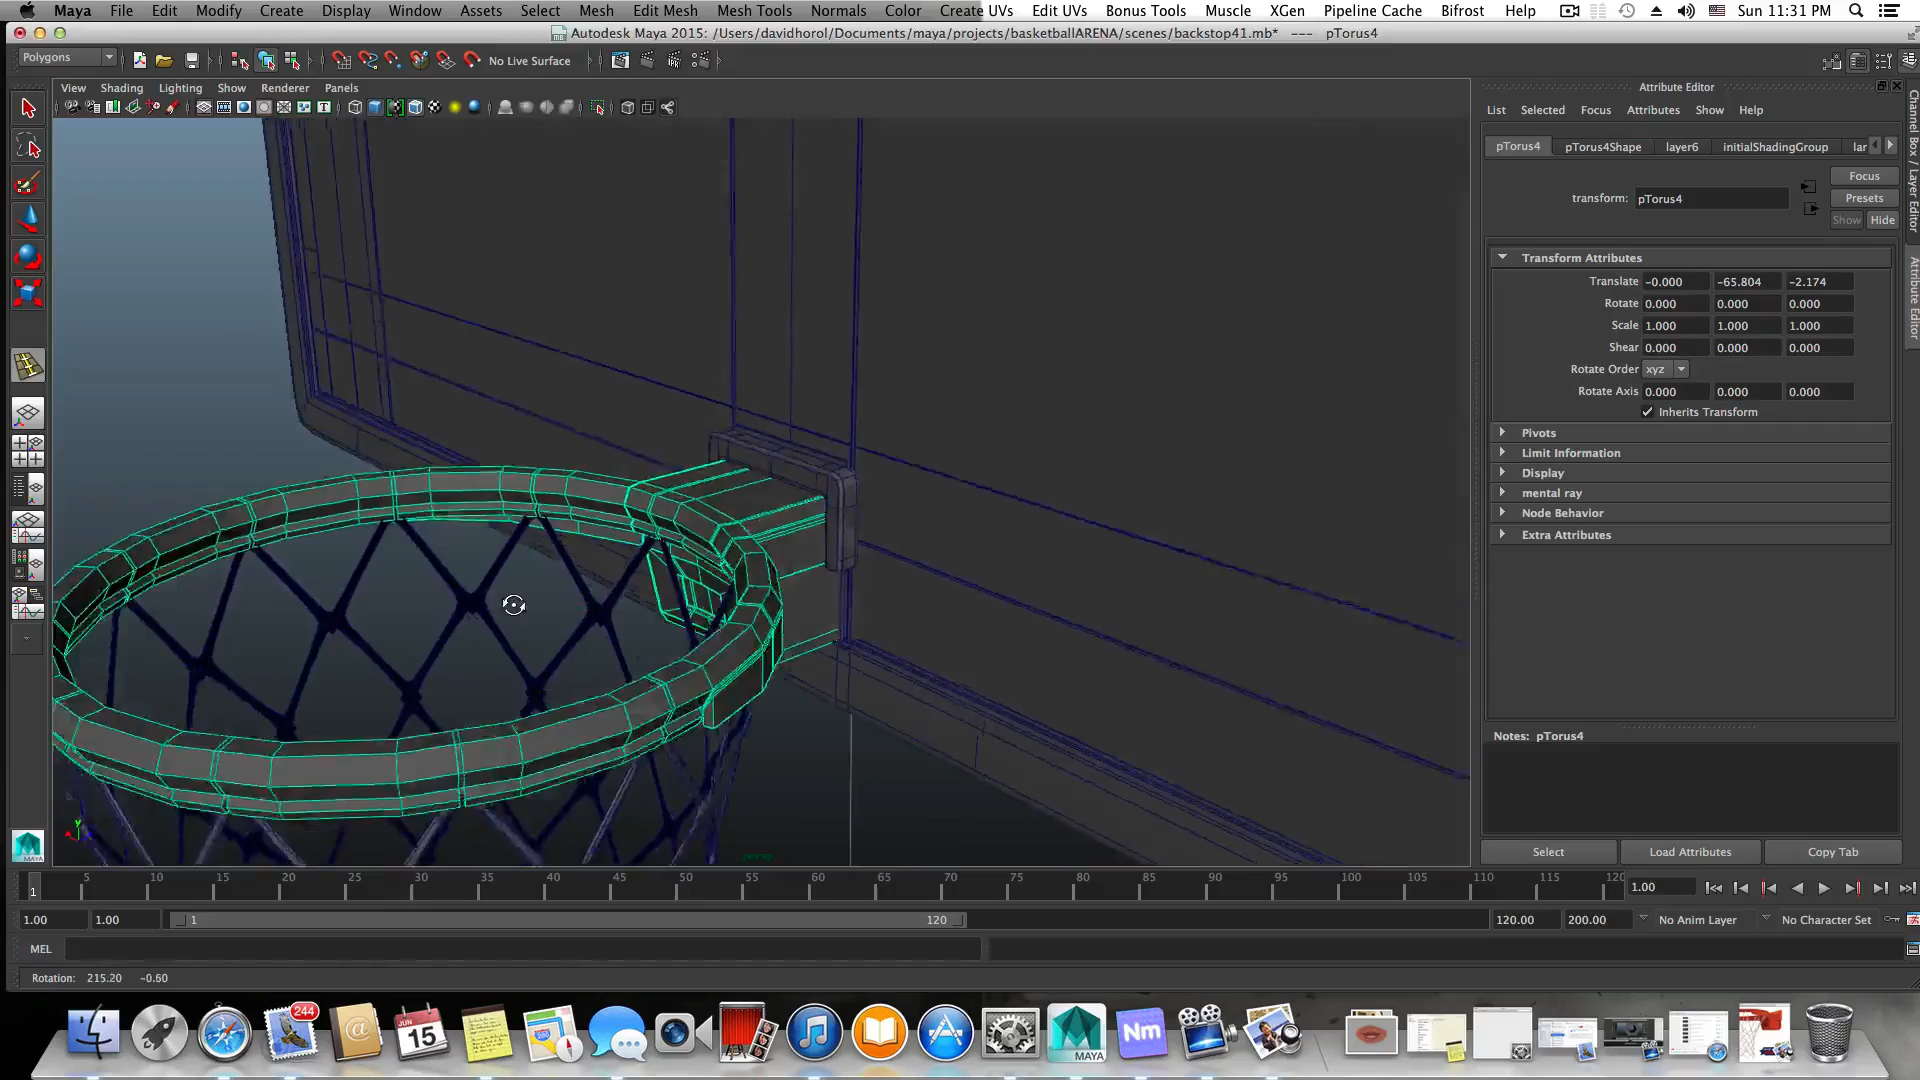 Maya File Edit Modify Create Display Window Assets Select Mesh Edit Mesh Mesh Tools Normals Color Create UVs Edit UVs Bonus Tools Muscle XGen Pipeline Cache Bifrost Help Sun 11:31 PM
Autodesk Maya 2015: /Users/davidhorol/Documents/maya/projects/basketballARENA/scenes/backstop41.mb* --- pTorus4
Polygons No Live Surface
View Shading Lighting Show Renderer Panels
Attribute Editor
List Selected Focus Attributes Show Help
pTorus4 pTorus4Shape layer6 initialShadingGroup lar
Focus
transform: pTorus4 Presets
Show Hide
Transform Attributes
Translate -0.000 -65.804 -2.174
Rotate 0.000 0.000 0.000
Scale 1.000 1.000 1.000
Shear 0.000 0.000 0.000
Rotate Order xyz
Rotate Axis 0.000 0.000 0.000
Inherits Transform
Pivots
Limit Information
Display
mental ray
Node Behavior
Extra Attributes
Notes: pTorus4
Select Load Attributes Copy Tab
Channel Box / Layer Editor
Attribute Editor
y
persp
MAYA
1 5 10 15 20 25 30 35 40 45 50 55 60 65 70 75 80 85 90 95 100 105 110 115 120 1.00
1.00 1.00 1 120 120.00 200.00 No Anim Layer No Character Set
MEL
Rotation: 215.20 -0.60
244
JUN
15
MAYA
Nm